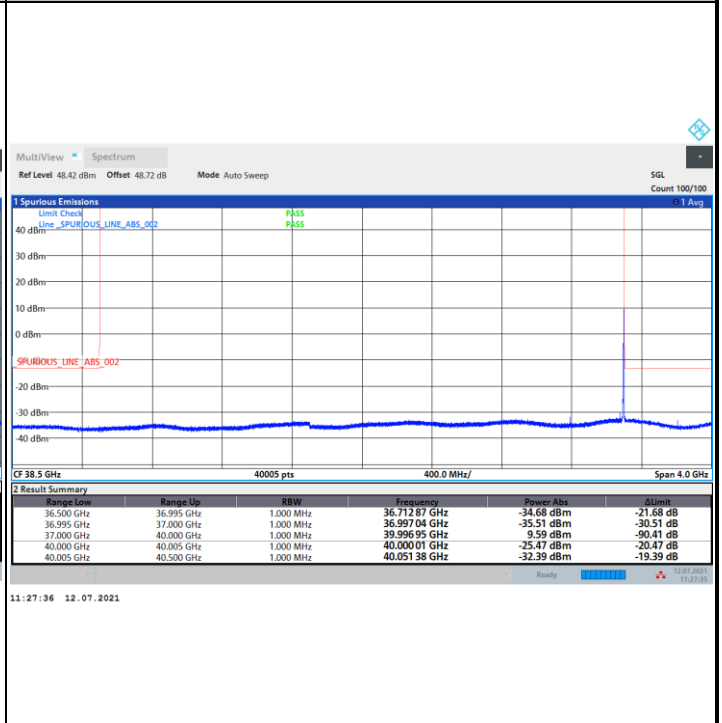 MultiView Spectrum
Ref Level 48.42 dBm Offset 48.72 dB Mode Auto Sweep SGL
Count 100/100
1 Spurious Emissions 1 Avg
Limit Check PASS
Line _SPURIOUS_LINE_ABS_002 PASS
40 dBm
30 dBm
20 dBm
10 dBm
0 dBm
_SPURIOUS_LINE_ABS_002
-20 dBm
-30 dBm
-40 dBm
CF 38.5 GHz 40005 pts 400.0 MHz/ Span 4.0 GHz
2 Result Summary
Range Low Range Up RBW Frequency Power Abs ΔLimit
36.500 GHz 36.995 GHz 1.000 MHz 36.712 87 GHz -34.68 dBm -21.68 dB
36.995 GHz 37.000 GHz 1.000 MHz 36.997 04 GHz -35.51 dBm -30.51 dB
37.000 GHz 40.000 GHz 1.000 MHz 39.996 95 GHz 9.59 dBm -90.41 dB
40.000 GHz 40.005 GHz 1.000 MHz 40.000 01 GHz -25.47 dBm -20.47 dB
40.005 GHz 40.500 GHz 1.000 MHz 40.051 38 GHz -32.39 dBm -19.39 dB
Ready 12.07.2021
11:27:35
11:27:36 12.07.2021